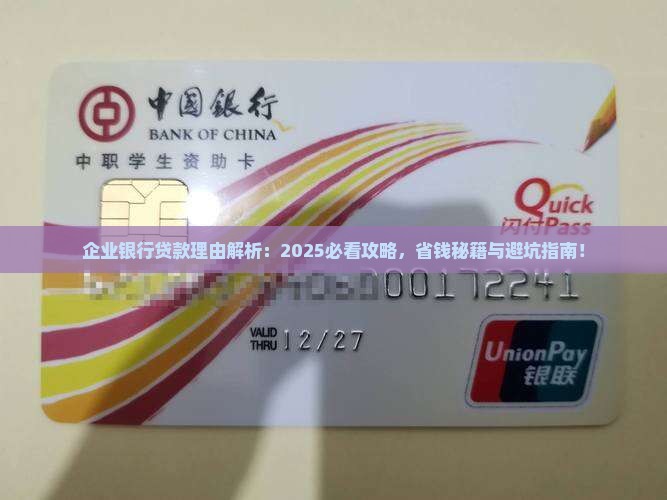 中国银行
BANK OF CHINA
中职学生资助卡
Quick
闪付Pass
企业银行贷款理由解析：2025必看攻略，省钱秘籍与避坑指南！
VALID
THRU 12/27
UnionPay
银联